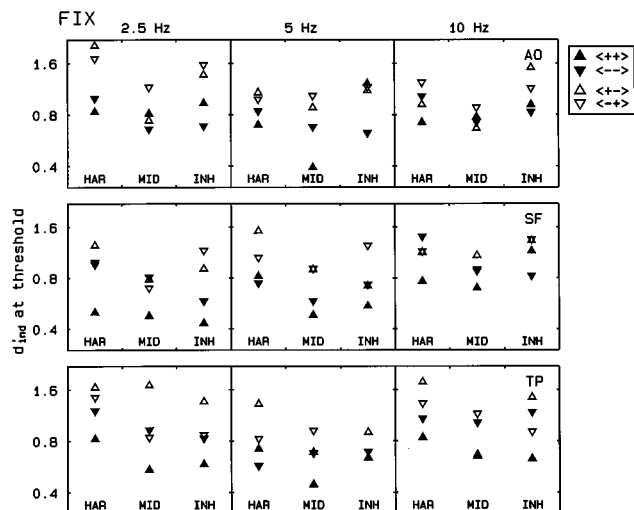 FIX
2.5 Hz 5 Hz 10 Hz
AO
<++>
<-->
<+->
<-+>
1.6
0.8
0.4
HAR MID INH HAR MID INH HAR MID INH
SF
1.6
0.8
0.4
HAR MID INH HAR MID INH HAR MID INH
d'ind at threshold
TP
1.6
0.8
0.4
HAR MID INH HAR MID INH HAR MID INH